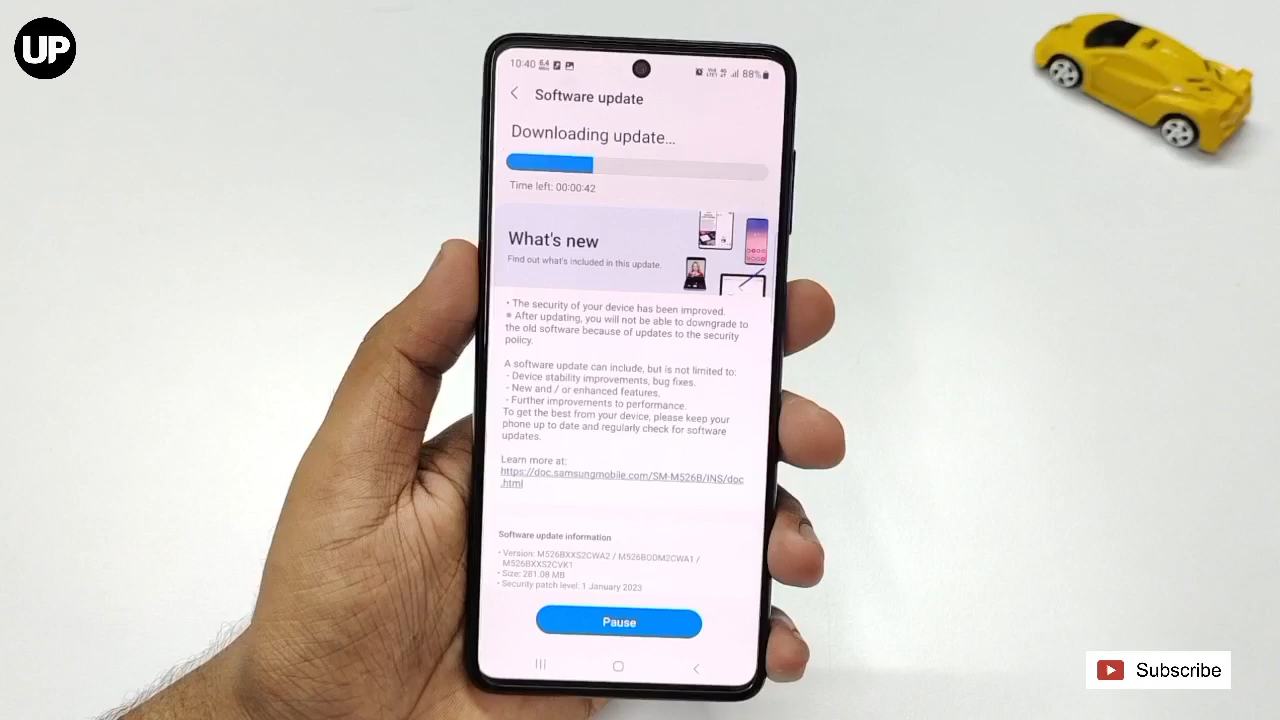 UP
10:40 88%
Software update
Downloading update...
Time left: 00:00:42
What's new
Find out what's included in this update.
• The security of your device has been improved.
※ After updating, you will not be able to downgrade to
the old software because of updates to the security
policy.
A software update can include, but is not limited to:
- Device stability improvements, bug fixes.
- New and / or enhanced features.
- Further improvements to performance.
To get the best from your device, please keep your
phone up to date and regularly check for software
updates.
Learn more at:
https://doc.samsungmobile.com/SM-M526B/INS/doc
.html
Software update information
• Version: M526BXXS2CWA2 / M526BODM2CWA1 /
M526BXXS2CVK1
• Size: 281.08 MB
• Security patch level: 1 January 2023
Pause
Subscribe